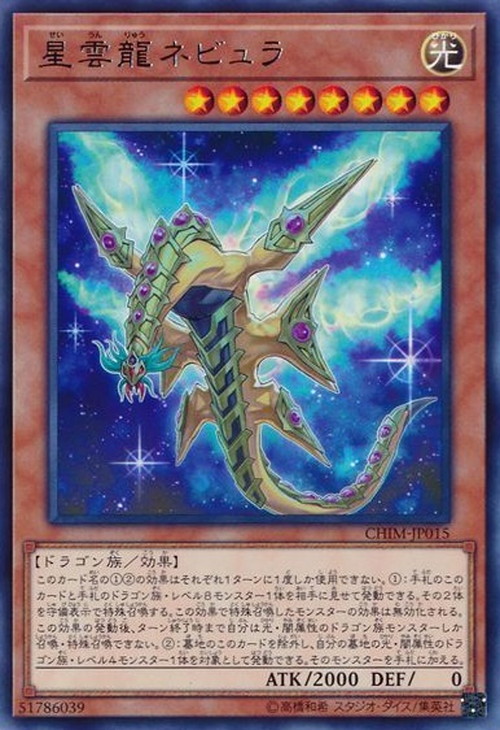 星雲龍ネビュラ
光
CHIM-JP015
【ドラゴン族/効果】
このカード名の①②の効果はそれぞれ1ターンに1度しか使用できない。①:手札のこの
カードと手札のドラゴン族・レベル8モンスター1体を相手に見せて発動できる。その2体
を守備表示で特殊召喚する。この効果で特殊召喚したモンスターの効果は無効化される。
この効果の発動後、ターン終了時まで自分は光・闇属性のドラゴン族モンスターしか
召喚・特殊召喚できない。②:墓地のこのカードを除外し、自分の墓地の光・闇属性のドラ
ゴン族・レベル4モンスター1体を対象として発動できる。そのモンスターを手札に加える。
ATK/2000 DEF/ 0
51786039 ©高橋和希 スタジオ・ダイス/集英社